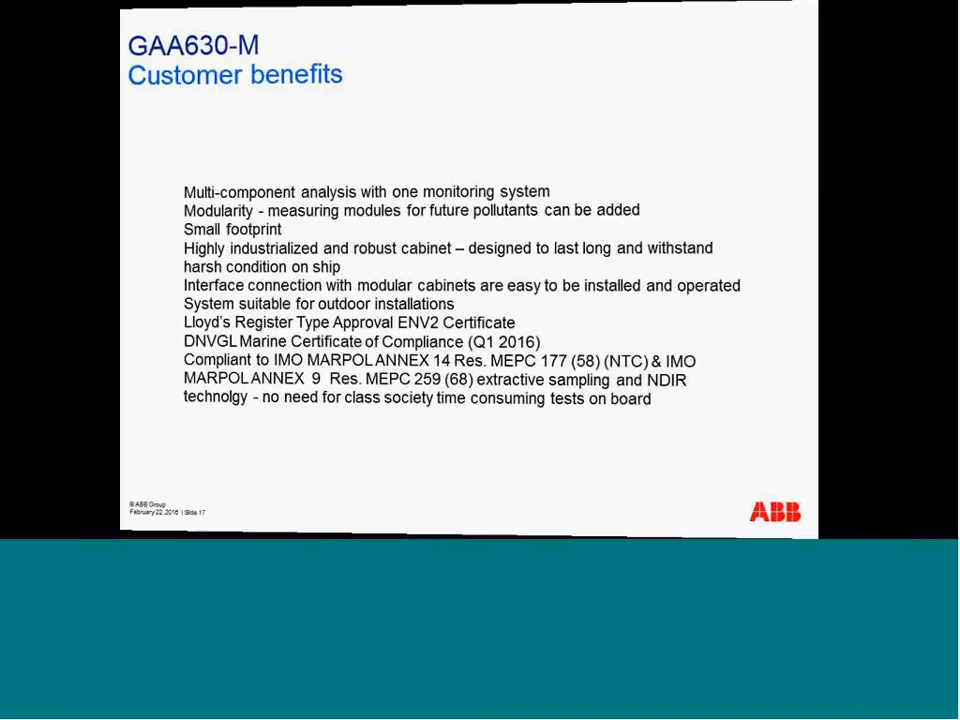 GAA630-M
Customer benefits
Multi-component analysis with one monitoring system
Modularity - measuring modules for future pollutants can be added
Small footprint
Highly industrialized and robust cabinet – designed to last long and withstand
harsh condition on ship
Interface connection with modular cabinets are easy to be installed and operated
System suitable for outdoor installations
Lloyd's Register Type Approval ENV2 Certificate
DNVGL Marine Certificate of Compliance (Q1 2016)
Compliant to IMO MARPOL ANNEX 14 Res. MEPC 177 (58) (NTC) & IMO
MARPOL ANNEX 9 Res. MEPC 259 (68) extractive sampling and NDIR
technolgy - no need for class society time consuming tests on board
© ABB Group
February 22, 2016 | Slide 17
ABB